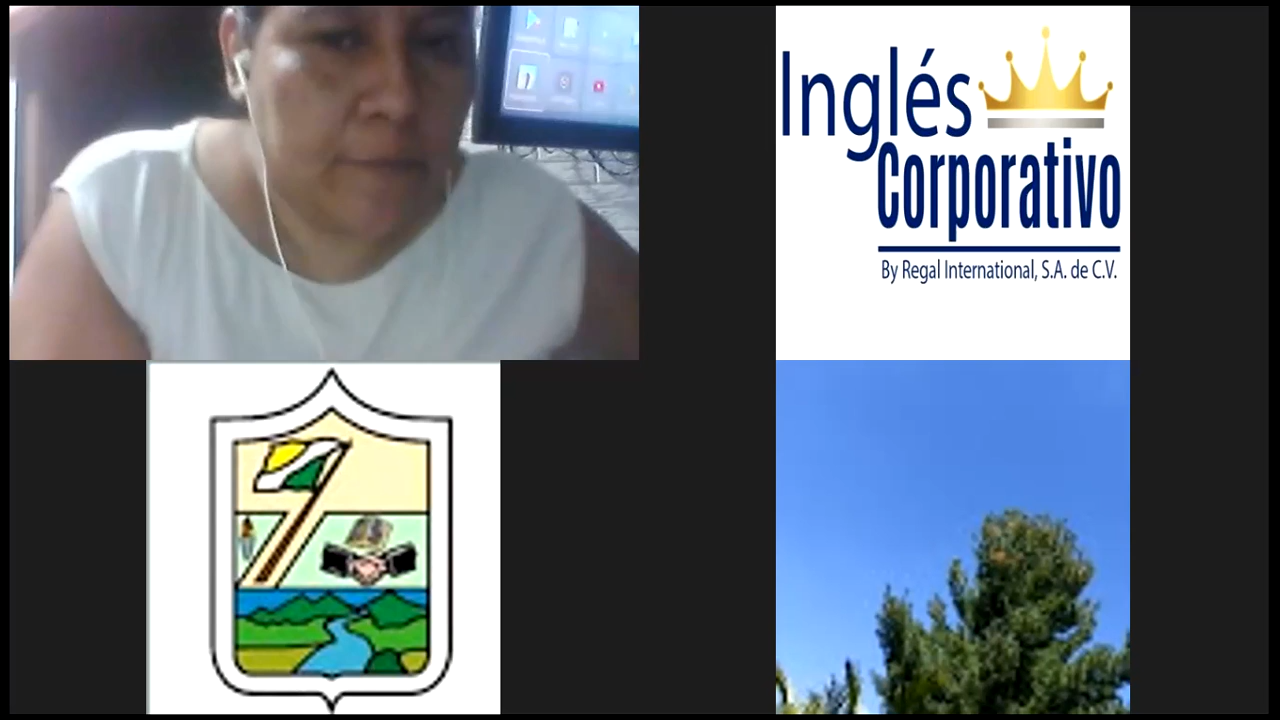 Inglés
Corporativo
By Regal International, S.A. de C.V.